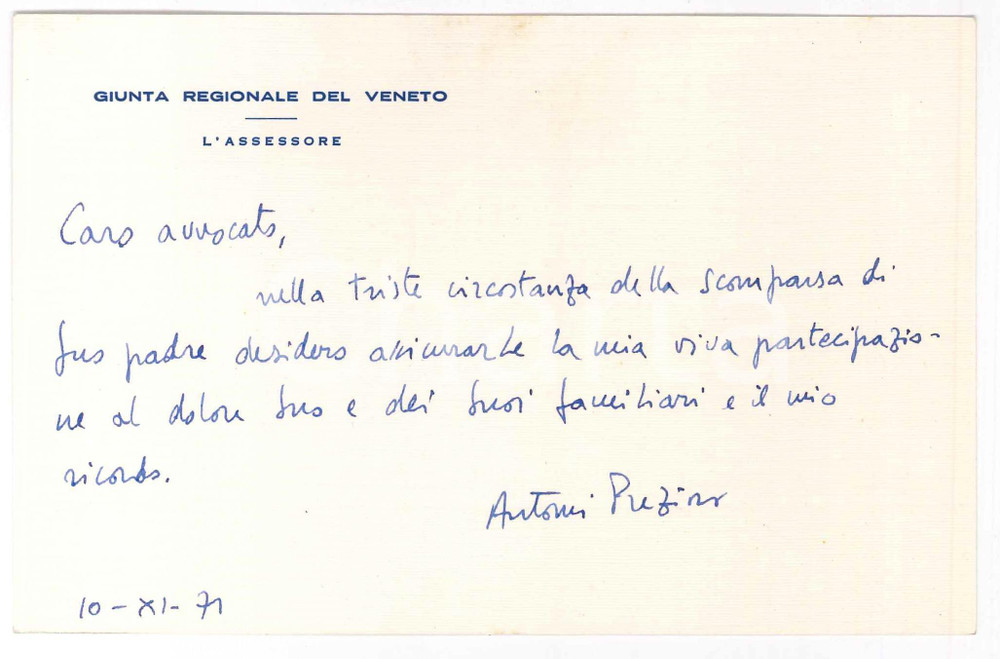 GIUNTA REGIONALE DEL VENETO
L'ASSESSORE
Caro avvocato,
nella triste circostanza della scomparsa di
suo padre desidero assicurarLe la mia viva partecipazio-
ne al dolore suo e dei suoi familiari e il mio
ricordo.
Antonio
10-XI-71